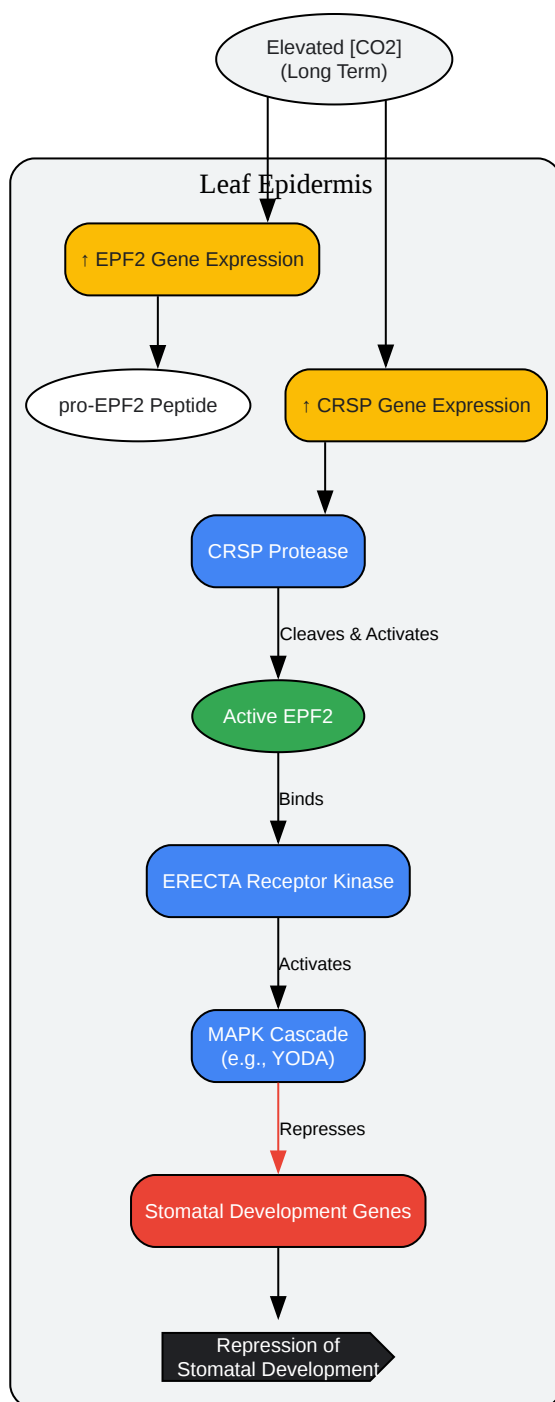 Elevated [CO2]
(Long Term)
Leaf Epidermis
↑ EPF2 Gene Expression
pro-EPF2 Peptide
↑ CRSP Gene Expression
CRSP Protease
Cleaves & Activates
Active EPF2
Binds
ERECTA Receptor Kinase
Activates
MAPK Cascade
(e.g., YODA)
Represses
Stomatal Development Genes
Repression of
Stomatal Development